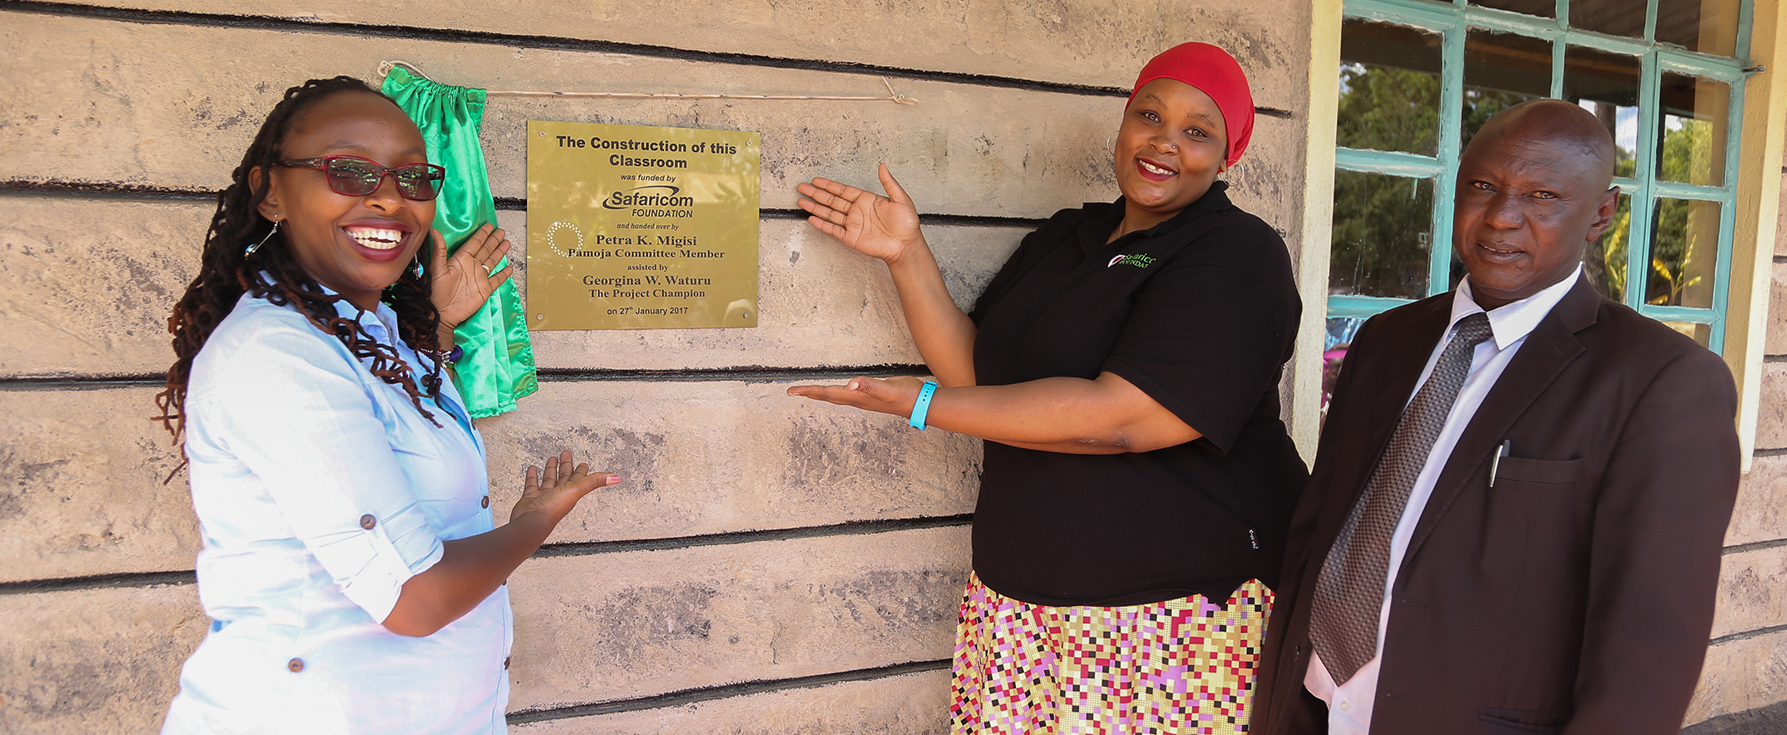 The Construction of this
Classroom
was funded by
Safaricom
FOUNDATION
and handed over by
Petra K. Migisi
Pamoja Committee Member
assisted by
Georgina W. Waturu
The Project Champion
on 27th January 2017